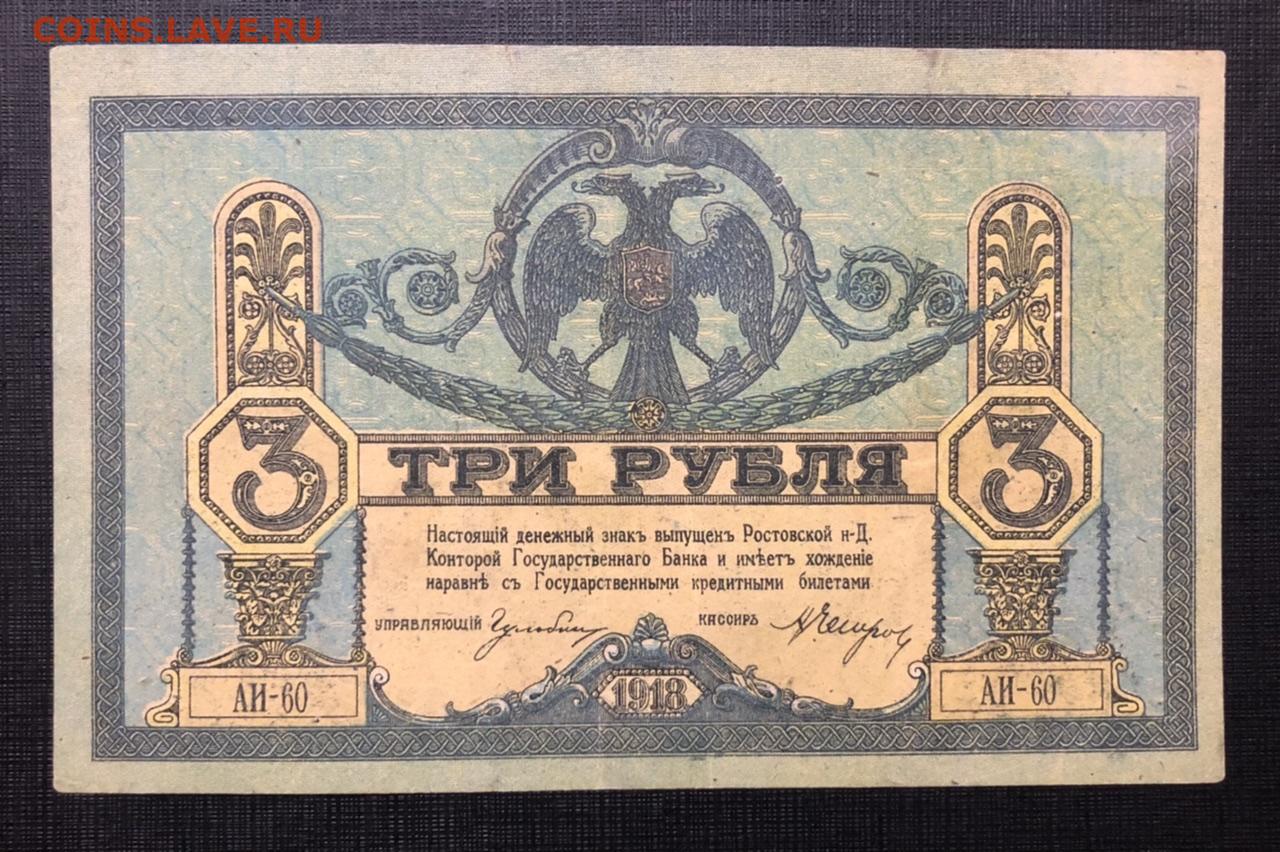 COINS.LAVE.RU
3 ТРИ РУБЛЯ 3
Настоящій денежный знакъ выпущенъ Ростовской н-Д.
Конторой Государственнаго Банка и имѣетъ хожденіе
наравнѣ съ Государственными кредитными билетами
УПРАВЛЯЮЩІЙ КАССИРЪ
АИ-60 1918 АИ-60